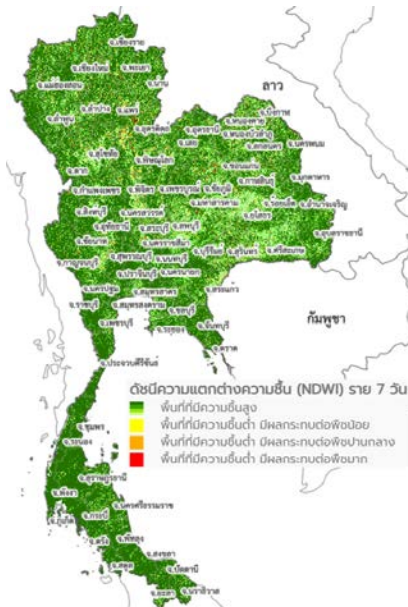 จ.เชียงราย
จ.เชียงใหม่
จ.พะเยา
จ.แม่ฮ่องสอน
จ.น่าน
ลาว
จ.ลำปาง
จ.แพร่
จ.ลำพูน
จ.บึงกาฬ
จ.หนองคาย
จ.อุตรดิตถ์
จ.อุดรธานี
จ.หนองบัวลำภู
จ.เลย
จ.สกลนคร
จ.นครพนม
จ.สุโขทัย
จ.พิษณุโลก
จ.ขอนแก่น
จ.ตาก
จ.กาฬสินธุ์
จ.มุกดาหาร
จ.กำแพงเพชร
จ.พิจิตร
จ.เพชรบูรณ์
จ.ชัยภูมิ
จ.มหาสารคาม
จ.ร้อยเอ็ด
จ.อำนาจเจริญ
จ.สิงห์บุรี
จ.นครสวรรค์
จ.ยโสธร
จ.อุทัยธานี
จ.สระบุรี
จ.ลพบุรี
จ.อุบลราชธานี
จ.ชัยนาท
จ.นครราชสีมา
จ.บุรีรัมย์
จ.สุรินทร์
จ.ศรีสะเกษ
จ.กาญจนบุรี
จ.สุพรรณบุรี
จ.นนทบุรี
จ.ปราจีนบุรี
จ.นครนายก
จ.นครปฐม
จ.สมุทรสาคร
จ.สระแก้ว
จ.ราชบุรี
จ.สมุทรสงคราม
จ.ชลบุรี
กัมพูชา
จ.เพชรบุรี
จ.ระยอง
จ.จันทบุรี
จ.ตราด
จ.ประจวบคีรีขันธ์
ดัชนีความแตกต่างความชื้น (NDWI) ราย 7 วัน
พื้นที่ที่มีความชื้นสูง
พื้นที่ที่มีความชื้นต่ำ มีผลกระทบต่อพืชน้อย
พื้นที่ที่มีความชื้นต่ำ มีผลกระทบต่อพืชปานกลาง
พื้นที่ที่มีความชื้นต่ำ มีผลกระทบต่อพืชมาก
จ.ชุมพร
จ.ระนอง
จ.สุราษฎร์ธานี
จ.พังงา
จ.นครศรีธรรมราช
จ.ภูเก็ต
จ.กระบี่
จ.ตรัง
จ.พัทลุง
จ.สงขลา
จ.สตูล
จ.ปัตตานี
จ.ยะลา
จ.นราธิวาส